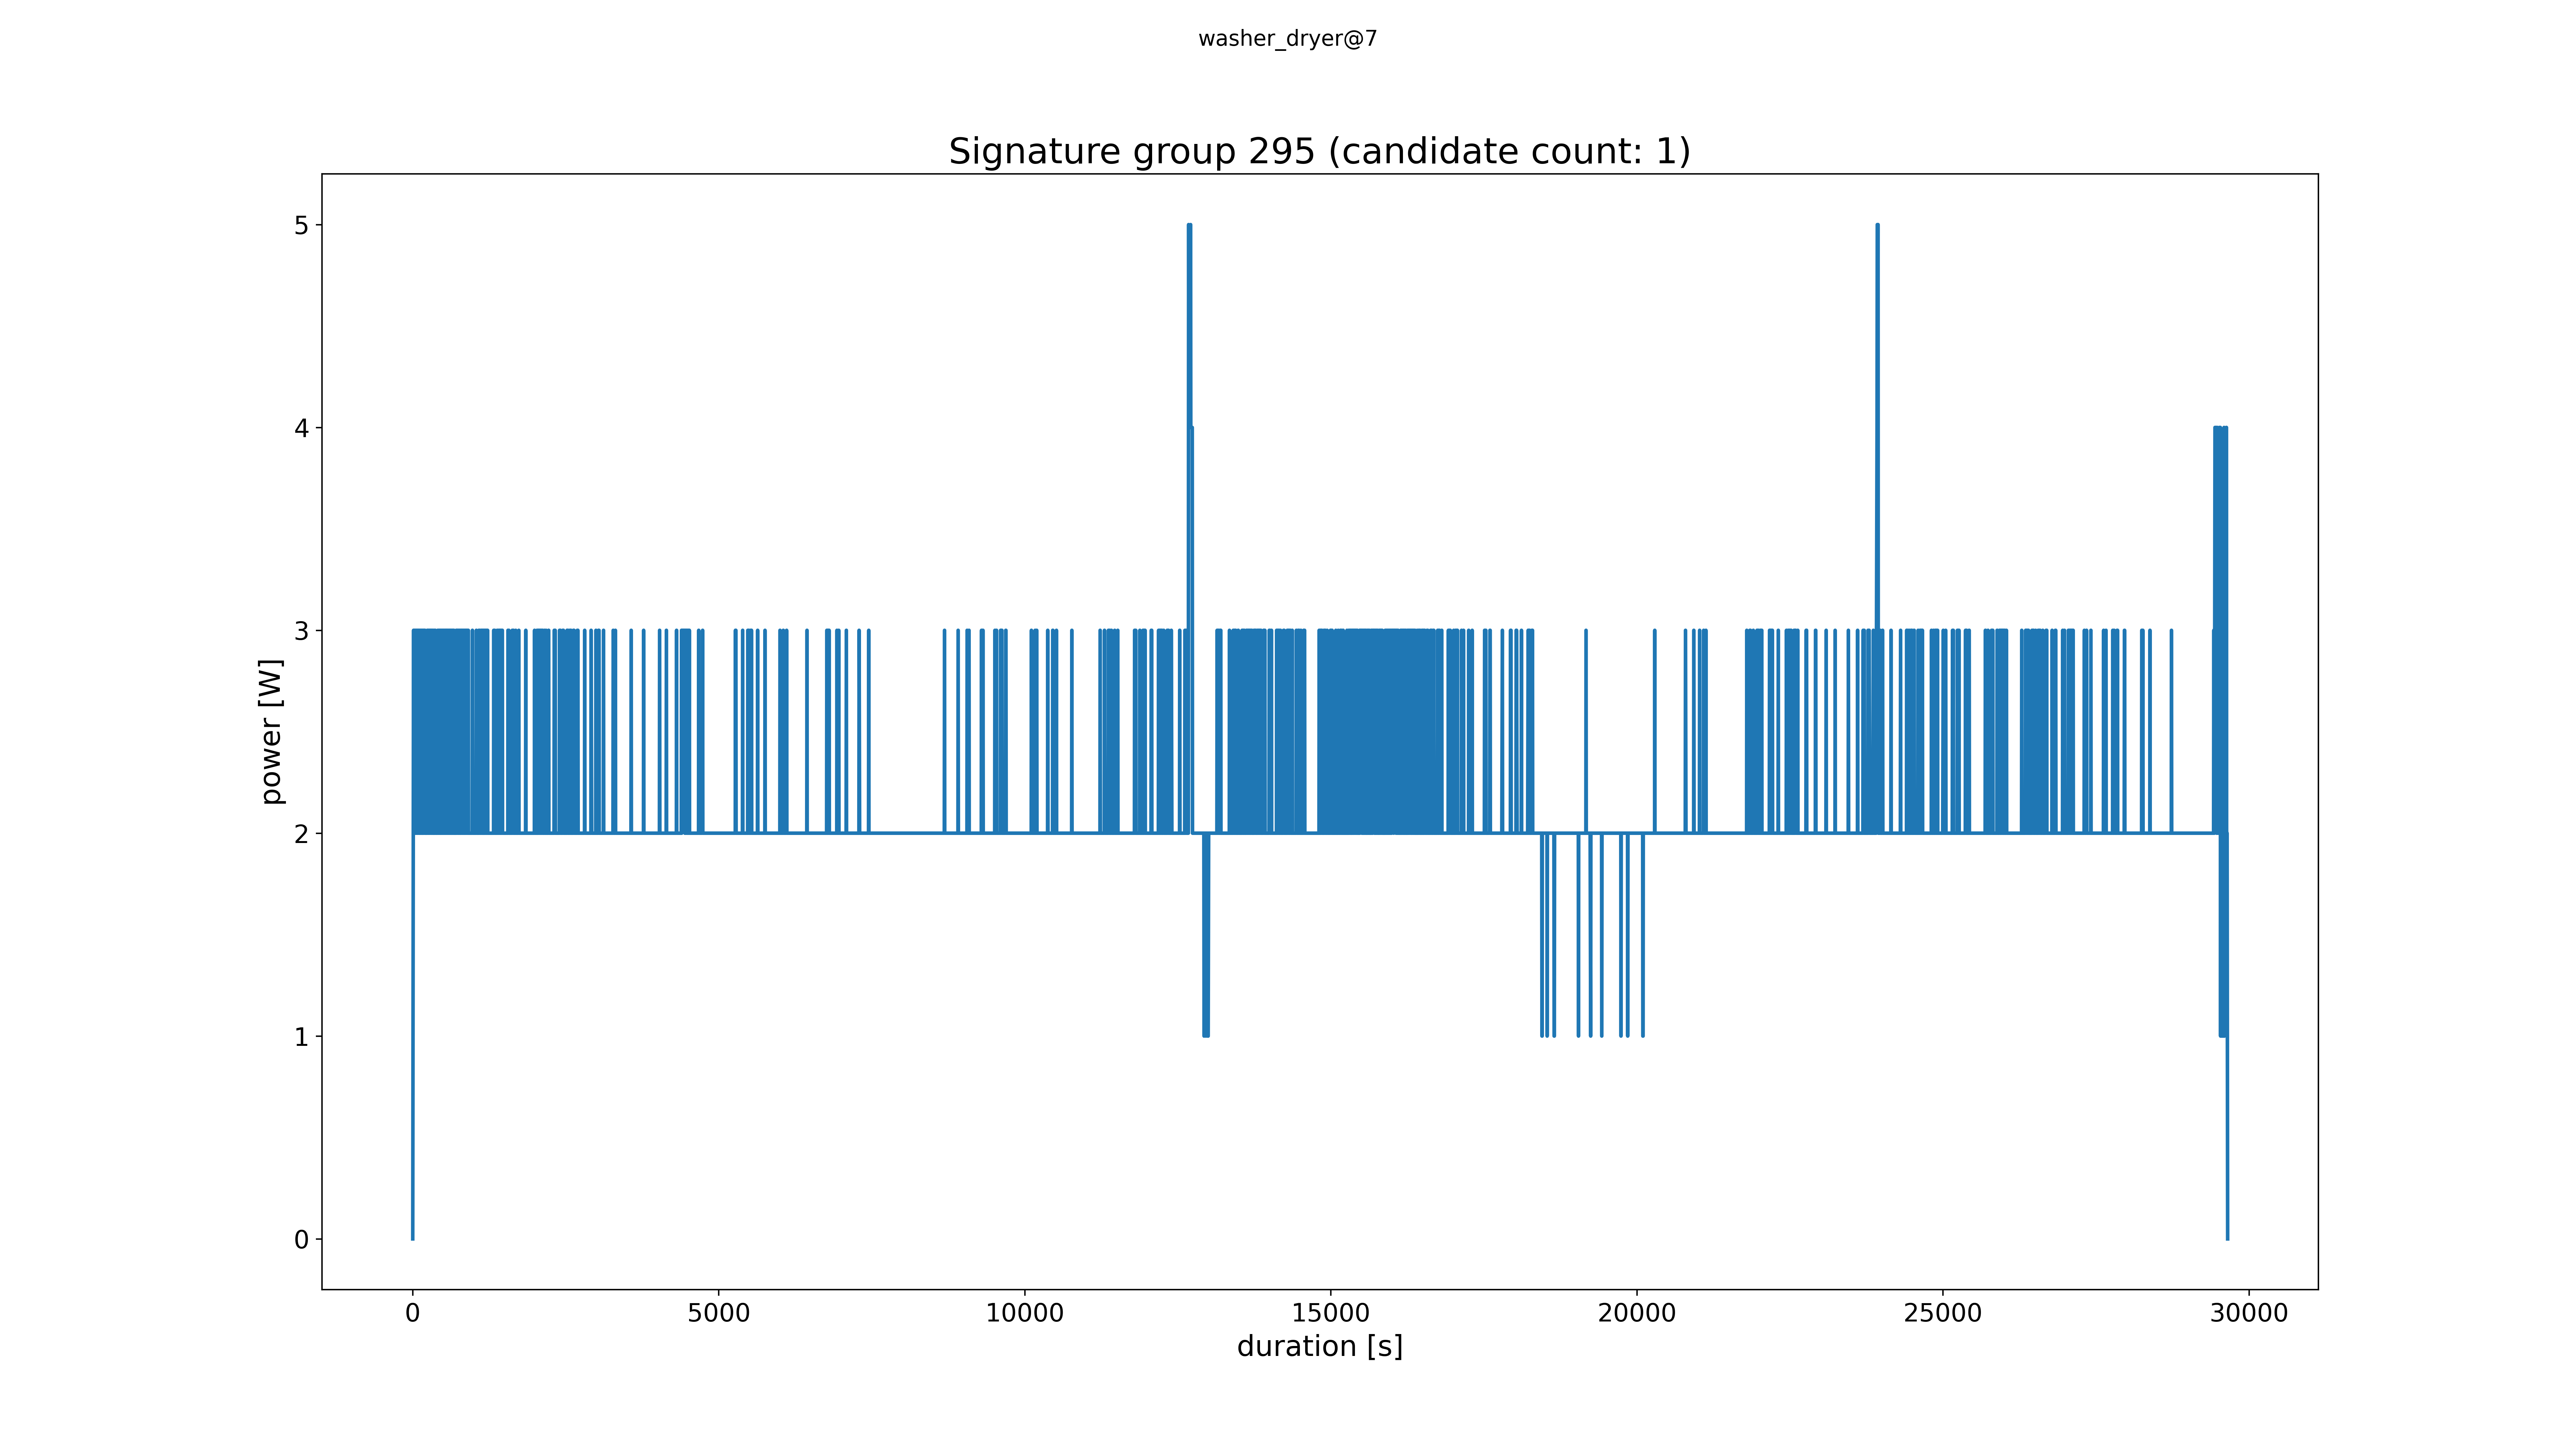 washer_dryer@7
Signature group 295 (candidate count: 1)
power [W]
5
4
3
2
1
0
0 5000 10000 15000 20000 25000 30000
duration [s]